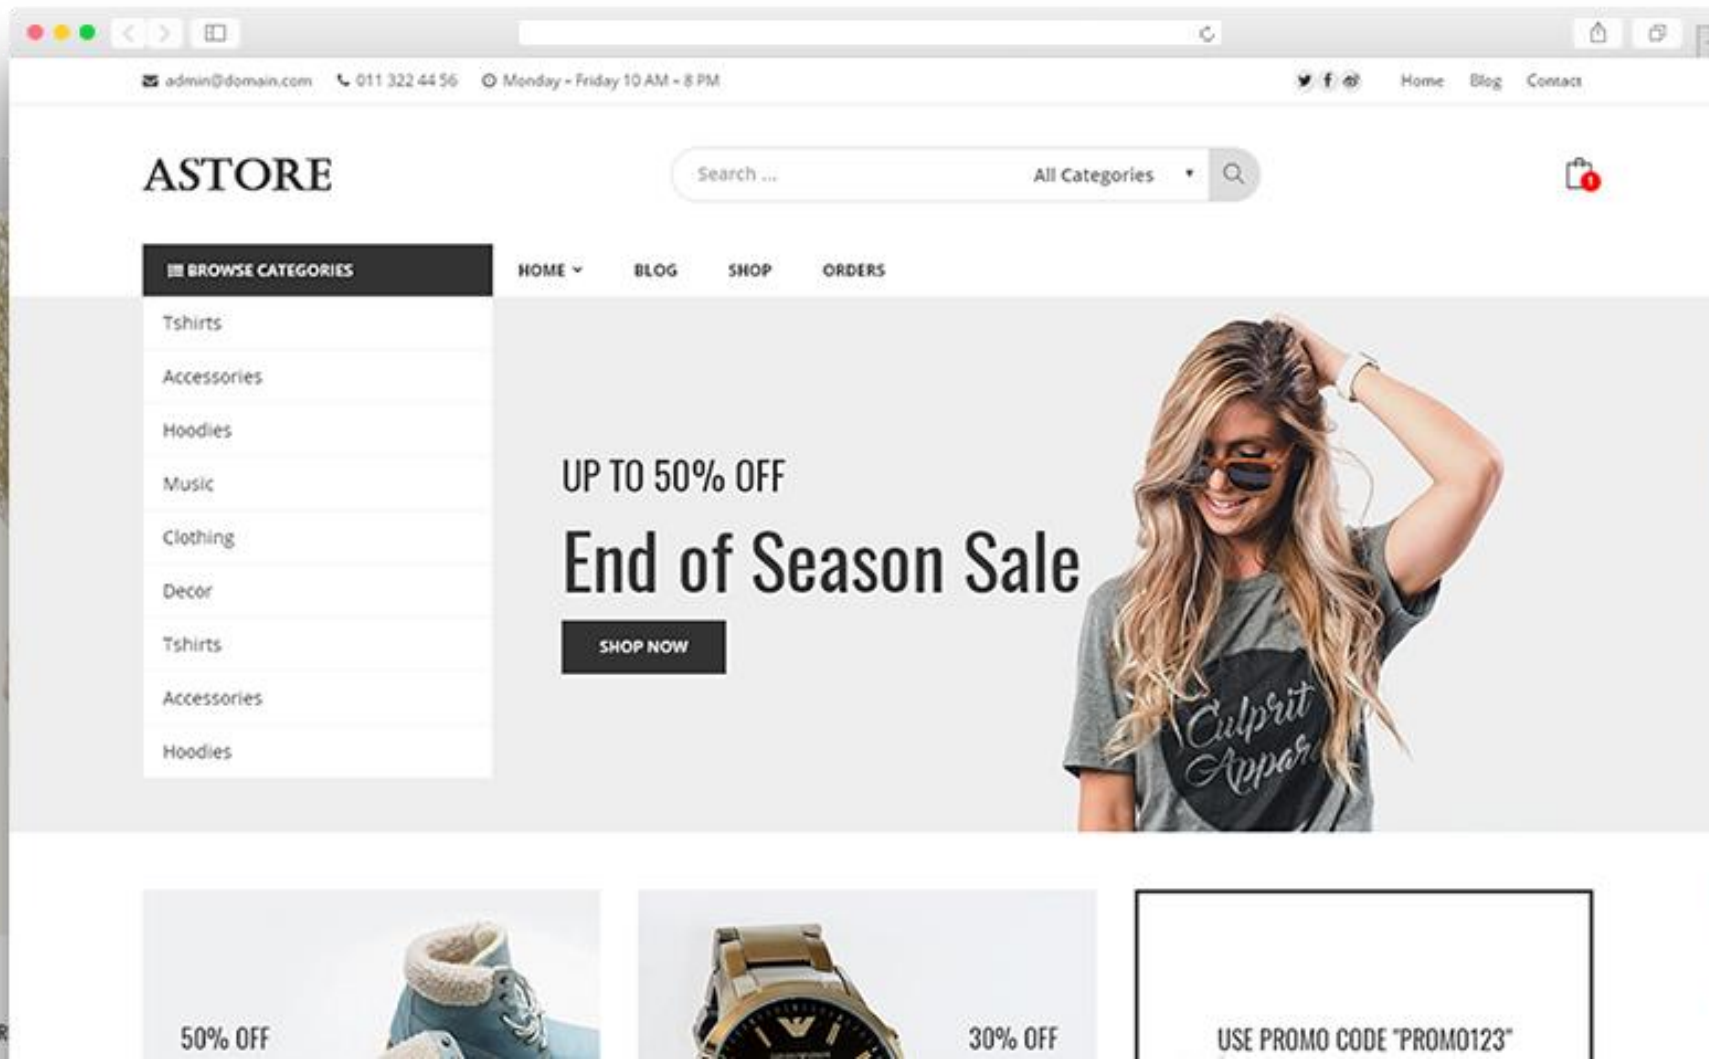 admin@domain.com 011 322 44 56 Monday - Friday 10 AM - 8 PM Home Blog Contact
ASTORE Search ... All Categories 1
BROWSE CATEGORIES HOME BLOG SHOP ORDERS
Tshirts
Accessories
Hoodies
Music
Clothing
Decor
Tshirts
Accessories
Hoodies
UP TO 50% OFF
End of Season Sale
SHOP NOW
Culprit
50% OFF
30% OFF
USE PROMO CODE "PROMO123"